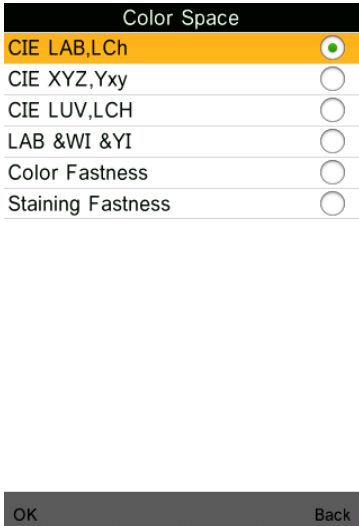 Color Space
CIE LAB,LCh
CIE XYZ,Yxy
CIE LUV,LCH
LAB &WI &YI
Color Fastness
Staining Fastness
OK Back